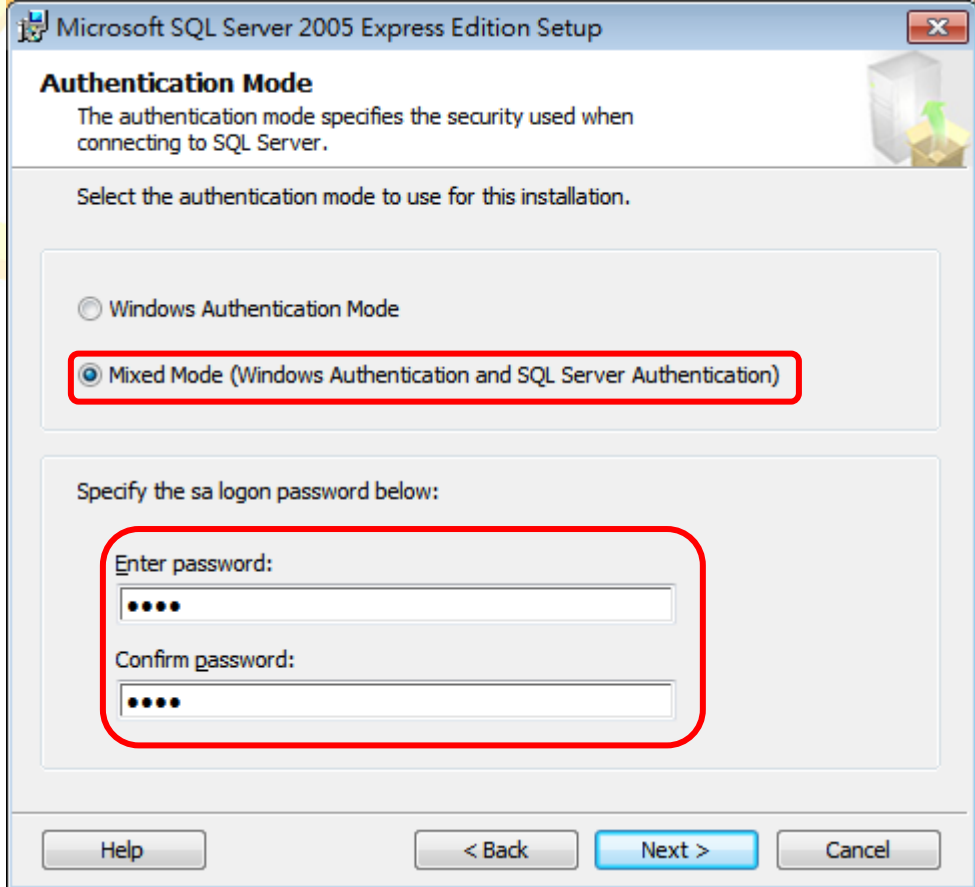 Microsoft SQL Server 2005 Express Edition Setup
Authentication Mode
The authentication mode specifies the security used when
connecting to SQL Server.
Select the authentication mode to use for this installation.
Windows Authentication Mode
Mixed Mode (Windows Authentication and SQL Server Authentication)
Specify the sa logon password below:
Enter password:
••••
Confirm password:
••••
Help
< Back
Next >
Cancel